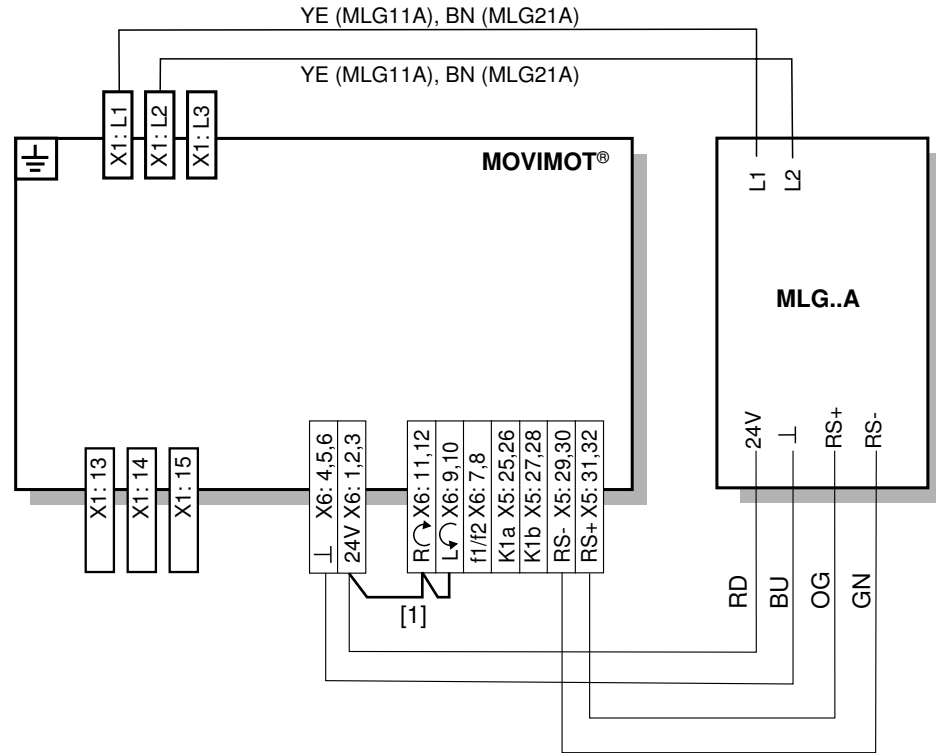 YE (MLG11A), BN (MLG21A)
YE (MLG11A), BN (MLG21A)
X1: L1
X1: L2
X1: L3
MOVIMOT®
L1
L2
MLG..A
24V
⊥
RS+
RS-
X1: 13
X1: 14
X1: 15
⊥ X6: 4,5,6
24V X6: 1,2,3
R X6: 11,12
L X6: 9,10
f1/f2 X6: 7,8
K1a X5: 25,26
K1b X5: 27,28
RS- X5: 29,30
RS+ X5: 31,32
[1]
RD
BU
OG
GN